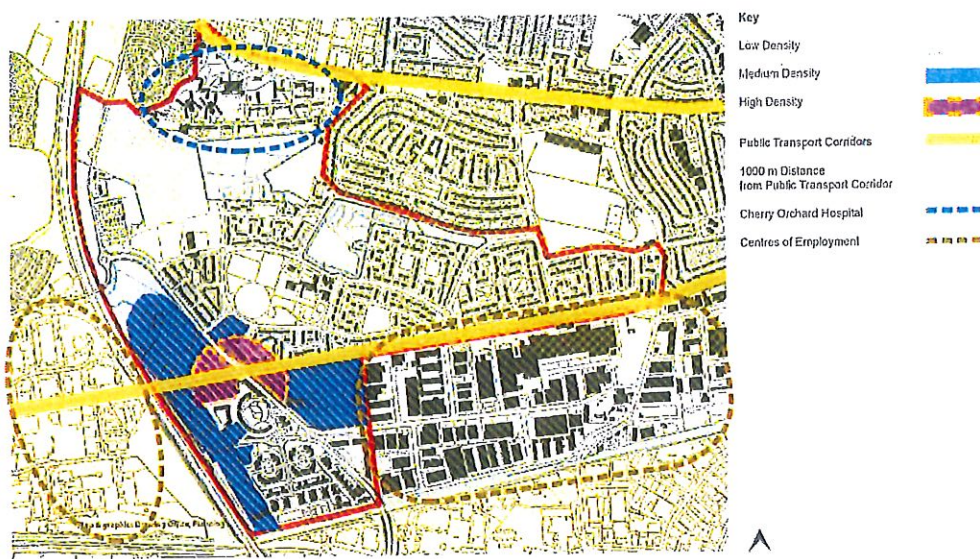 Key
Low Density
Medium Density
High Density
Public Transport Corridors
1000 m Distance
from Public Transport Corridor
Cherry Orchard Hospital
Centres of Employment
Planning